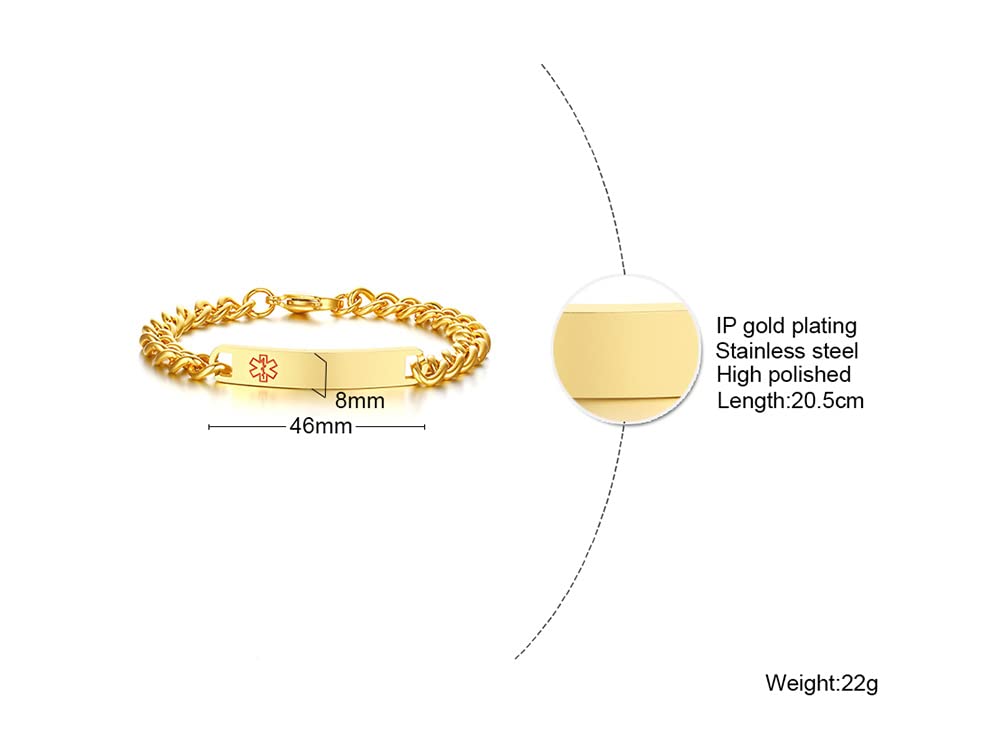 8mm
46mm
IP gold plating
Stainless steel
High polished
Length:20.5cm
Weight:22g